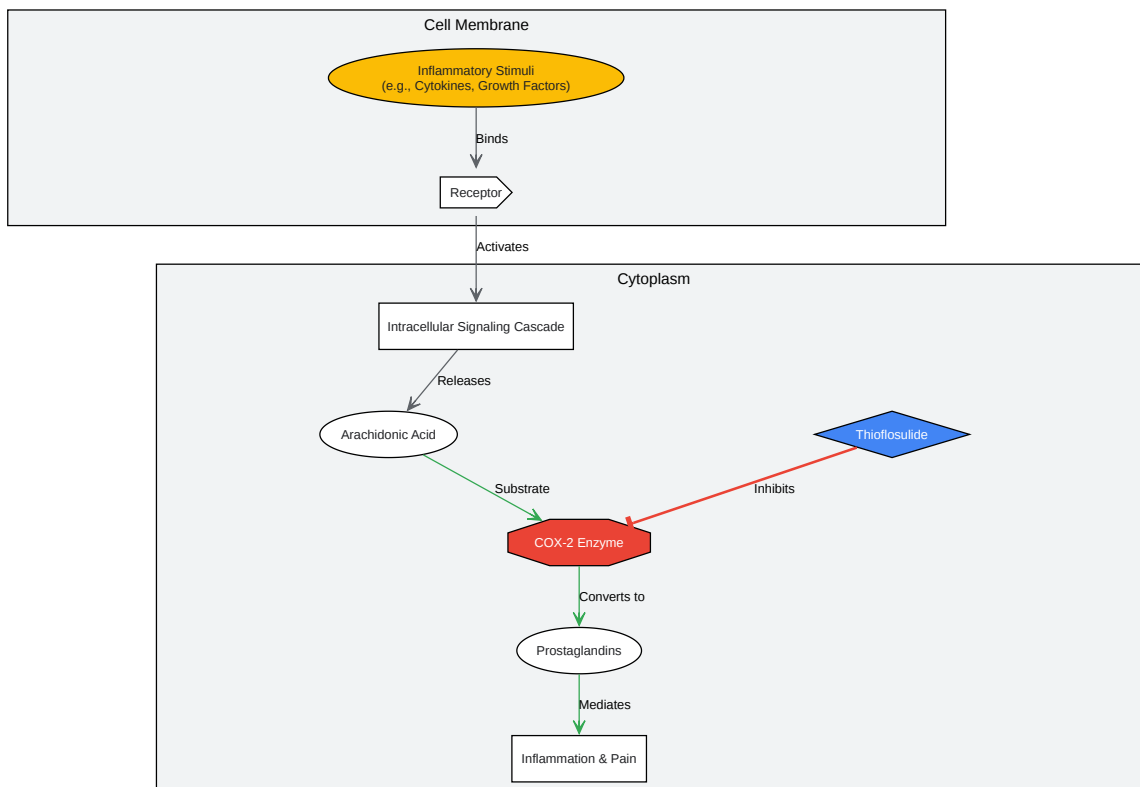 Cell Membrane
Inflammatory Stimuli
(e.g., Cytokines, Growth Factors)
Binds
Receptor
Activates
Cytoplasm
Intracellular Signaling Cascade
Releases
Arachidonic Acid
Thioflosulide
Substrate
Inhibits
COX-2 Enzyme
Converts to
Prostaglandins
Mediates
Inflammation & Pain